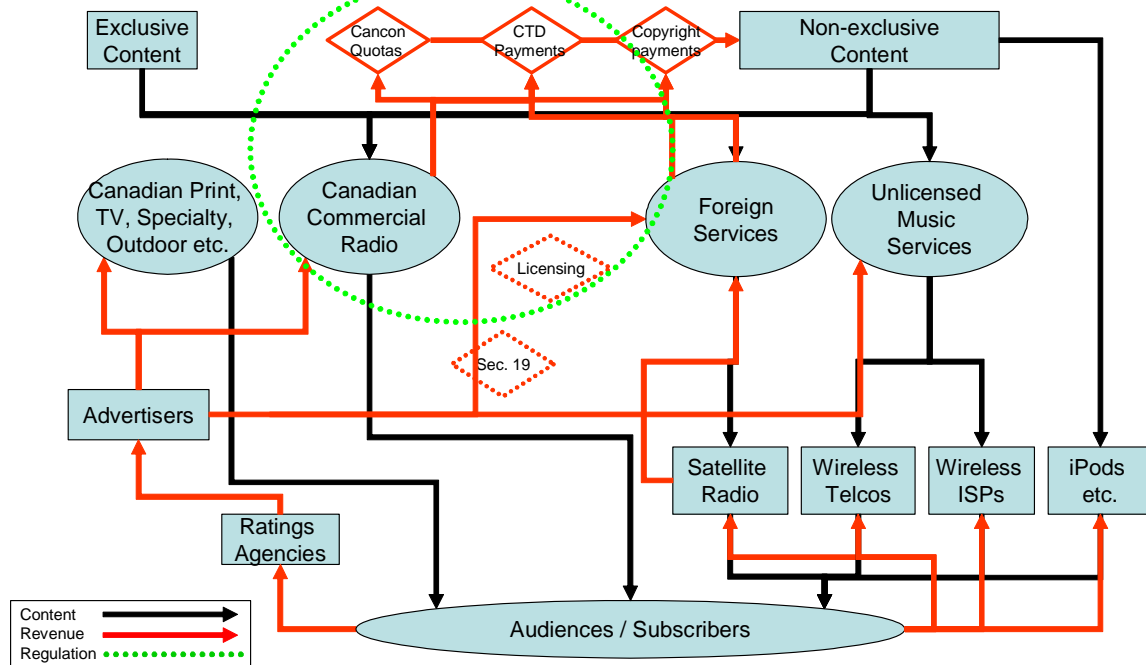 Exclusive
Content
Cancon
Quotas
CTD
Payments
Copyright
payments
Non-exclusive
Content
Canadian Print,
TV, Specialty,
Outdoor etc.
Canadian
Commercial
Radio
Foreign
Services
Unlicensed
Music
Services
Licensing
Sec. 19
Advertisers
Satellite
Radio
Wireless
Telcos
Wireless
ISPs
iPods
etc.
Ratings
Agencies
Audiences / Subscribers
Content
Revenue
Regulation